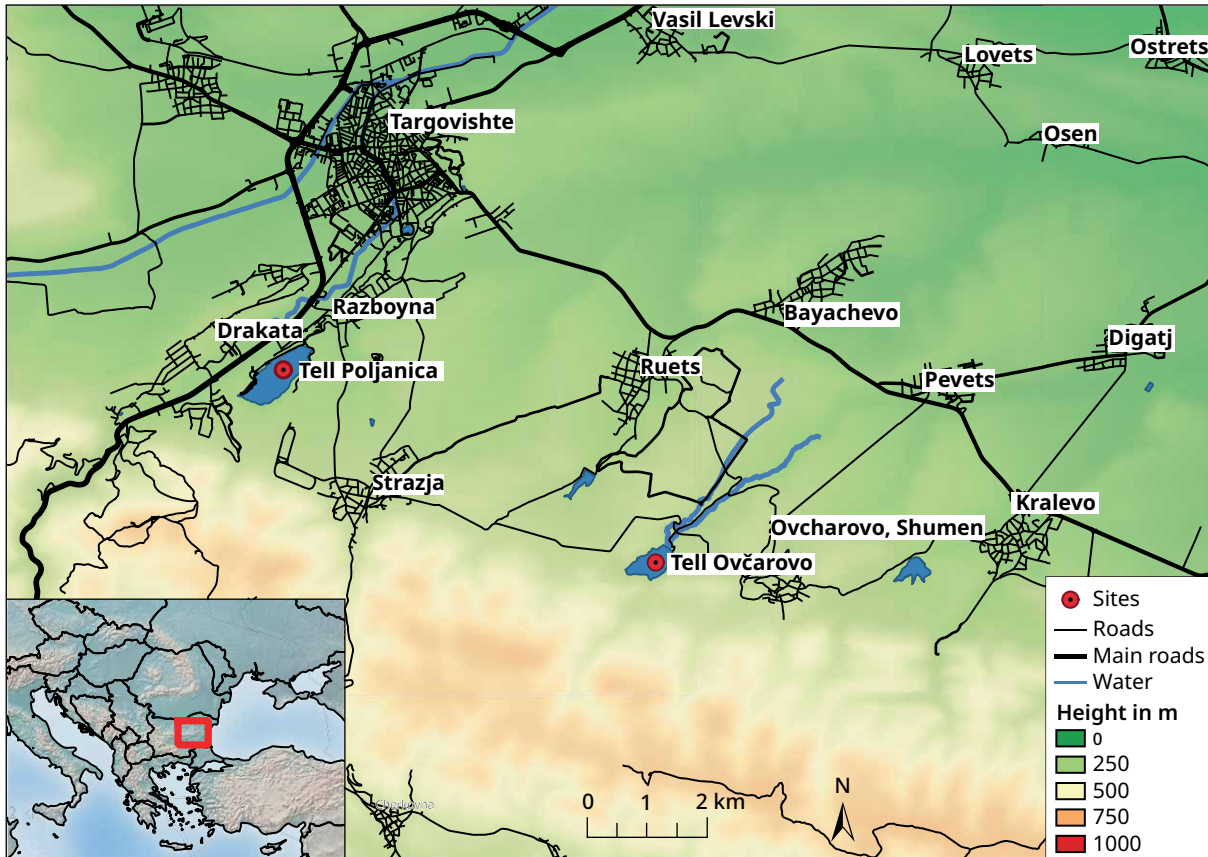 Vasil Levski
Lovets
Ostrets
Targovishte
Osen
Razboyna
Drakata
Bayachevo
Digatj
Tell Poljanica
Ruets
Pevets
Strazja
Kralevo
Ovcharovo, Shumen
Tell Ovčarovo
Sites
Roads
Main roads
Water
Height in m
0
250
500
750
1000
N
0 1 2 km